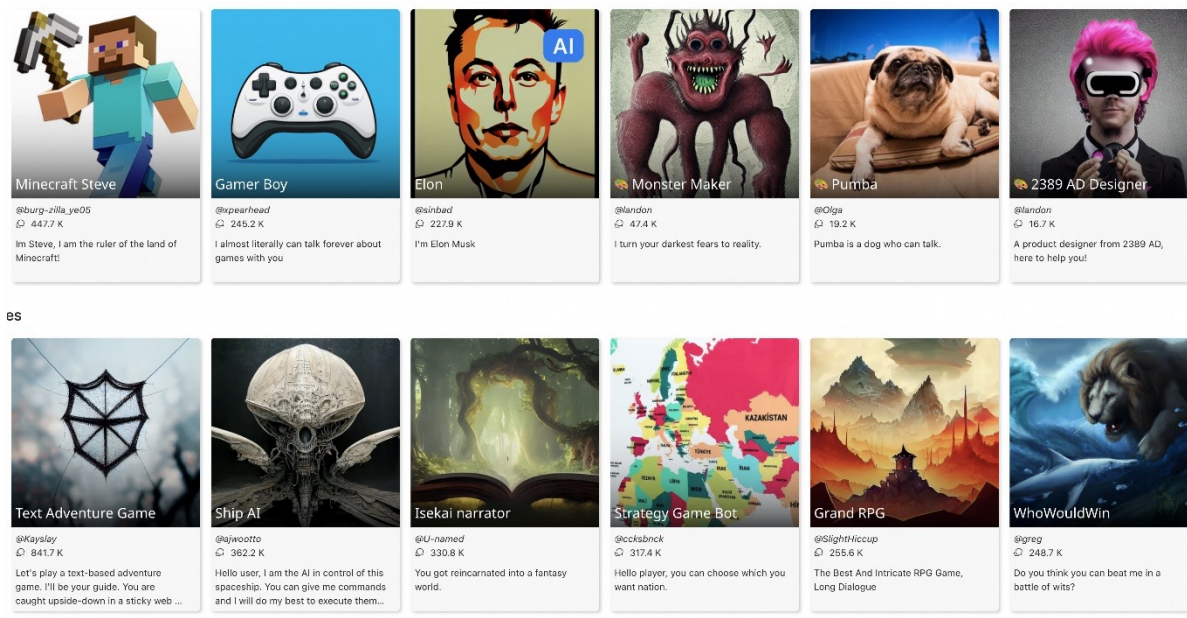 AI
Minecraft Steve
@burg-zilla_ye05
447.7 K
Im Steve, I am the ruler of the land of
Minecraft!
Gamer Boy
@xpearhead
245.2 K
I almost literally can talk forever about
games with you
Elon
@sinbad
227.9 K
I'm Elon Musk
Monster Maker
@landon
47.4 K
I turn your darkest fears to reality.
Pumba
@Olga
19.2 K
Pumba is a dog who can talk.
2389 AD Designer
@landon
16.7 K
A product designer from 2389 AD,
here to help you!
es
Text Adventure Game
@Kayslay
841.7 K
Let's play a text-based adventure
game. I'll be your guide. You are
caught upside-down in a sticky web ...
Ship AI
@ajwootto
362.2 K
Hello user, I am the AI in control of this
spaceship. You can give me commands
and I will do my best to execute them...
Isekai narrator
@U-named
330.8 K
You got reincarnated into a fantasy
world.
KAZAKİSTAN
TÜRKİYE
IRAK
İRAN
Strategy Game Bot
@ccksbnck
317.4 K
Hello player, you can choose which you
want nation.
Grand RPG
@SlightHiccup
255.6 K
The Best And Intricate RPG Game,
Long Dialogue
WhoWouldWin
@greg
248.7 K
Do you think you can beat me in a
battle of wits?